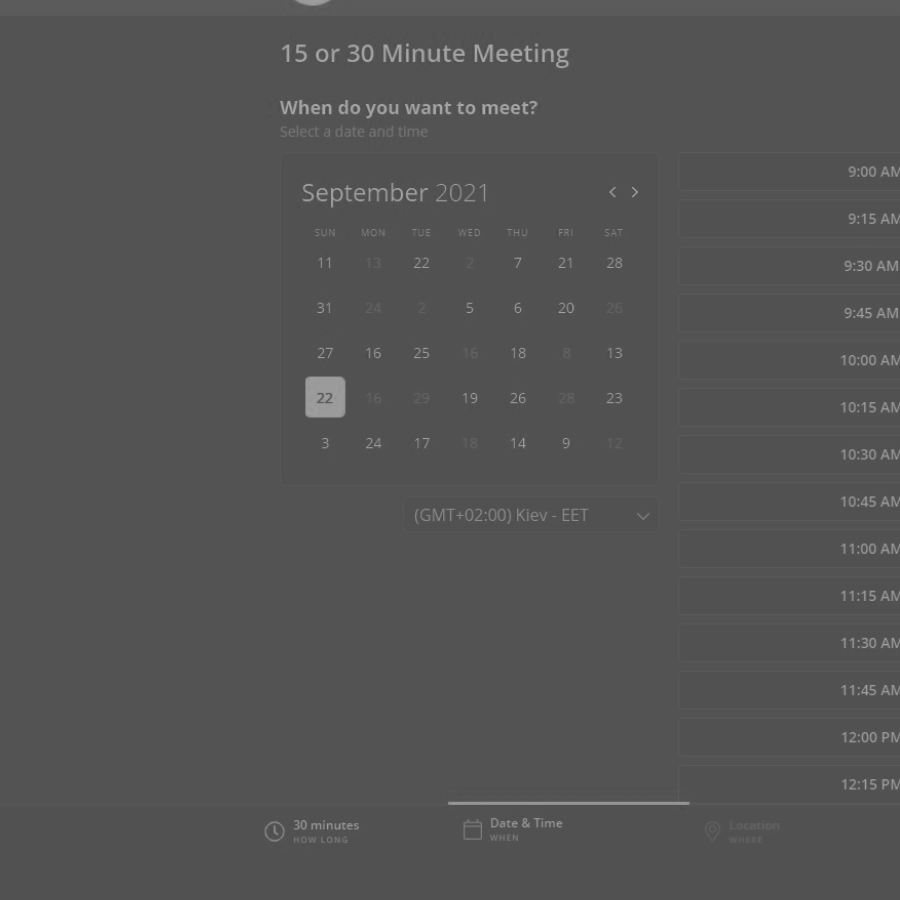 15 or 30 Minute Meeting
When do you want to meet?
Select a date and time
September 2021
SUN MON TUE WED THU FRI SAT
11 13 22 2 7 21 28
31 24 2 5 6 20 26
27 16 25 16 18 8 13
22 16 29 19 26 28 23
3 24 17 18 14 9 12
(GMT+02:00) Kiev - EET
9:00 AM
9:15 AM
9:30 AM
9:45 AM
10:00 AM
10:15 AM
10:30 AM
10:45 AM
11:00 AM
11:15 AM
11:30 AM
11:45 AM
12:00 PM
12:15 PM
30 minutes
HOW LONG
Date & Time
WHEN
Location
WHERE